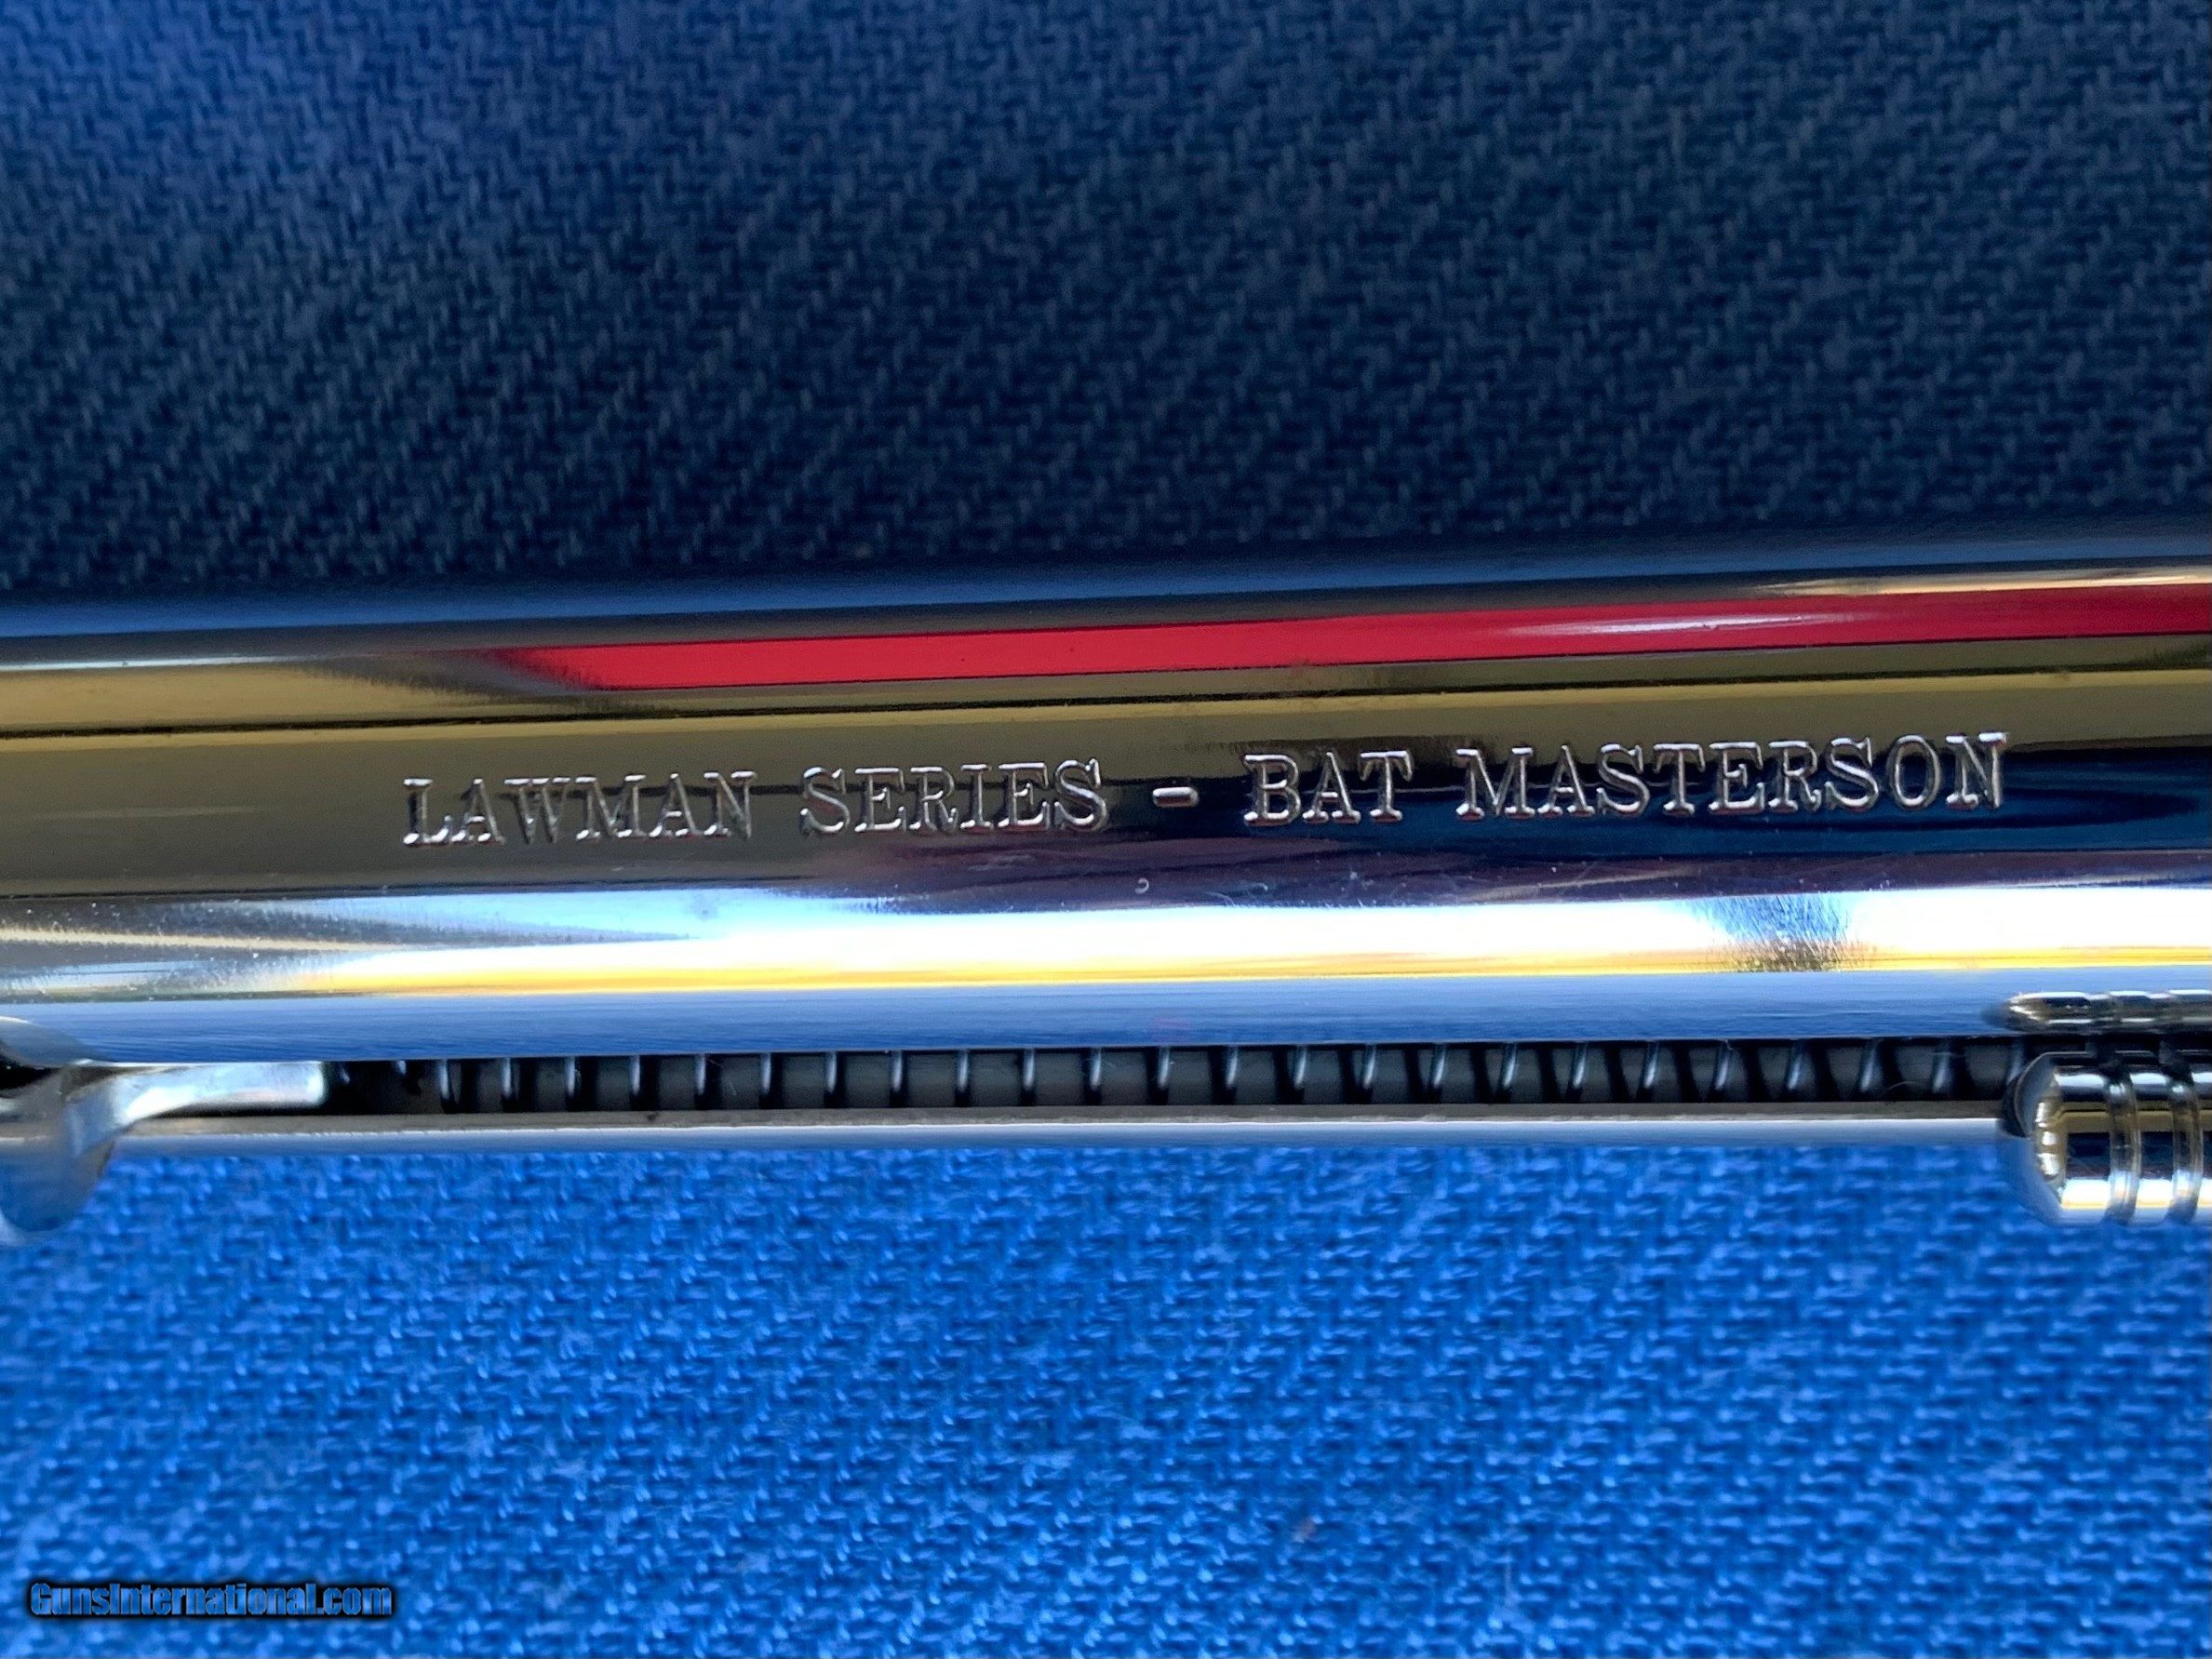 LAWMAN SERIES - BAT MASTERSON
GunsInternational.com